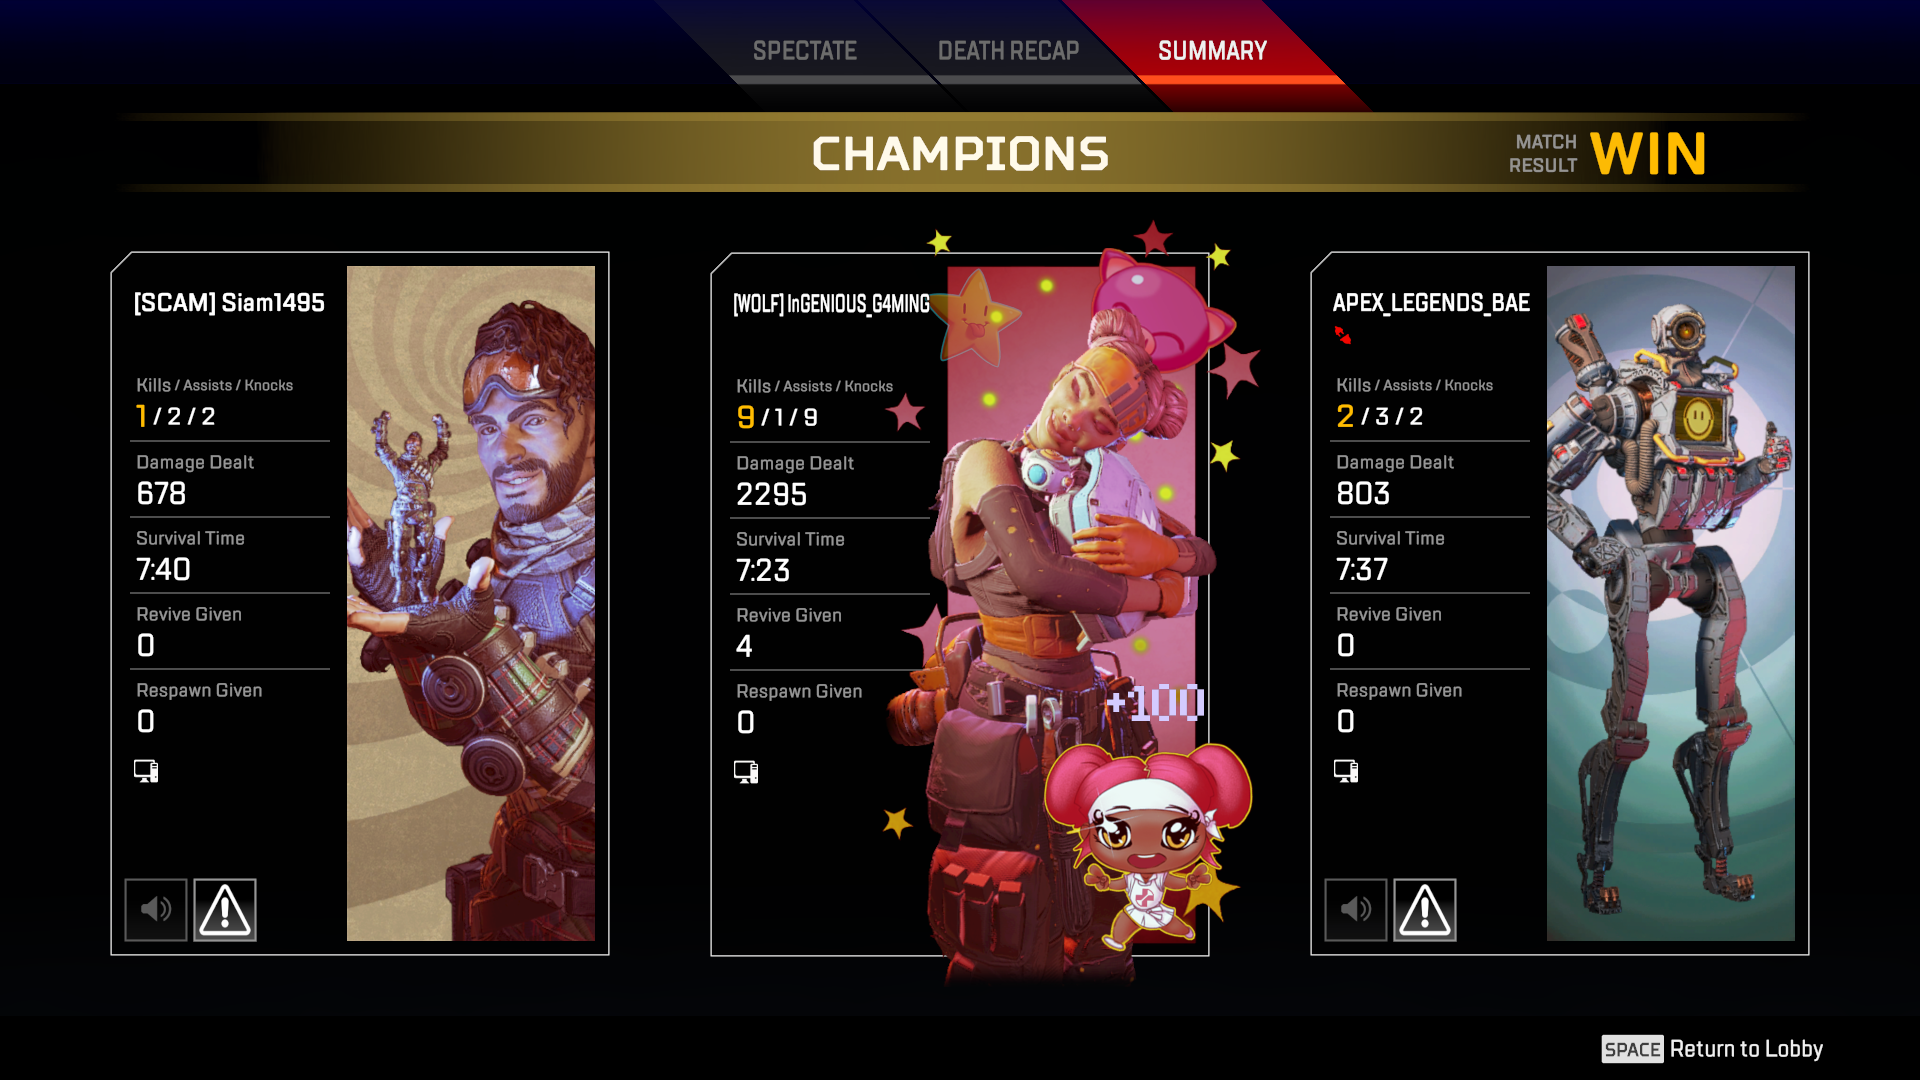 SPECTATE
DEATH RECAP
SUMMARY
CHAMPIONS
MATCH
RESULT
WIN
[SCAM] Siam1495
Kills / Assists / Knocks
1 / 2 / 2
Damage Dealt
678
Survival Time
7:40
Revive Given
0
Respawn Given
0
[WOLF] InGENIOUS_G4MING
Kills / Assists / Knocks
9 / 1 / 9
Damage Dealt
2295
Survival Time
7:23
Revive Given
4
Respawn Given
0
+100
APEX_LEGENDS_BAE
Kills / Assists / Knocks
2 / 3 / 2
Damage Dealt
803
Survival Time
7:37
Revive Given
0
Respawn Given
0
SPACE Return to Lobby